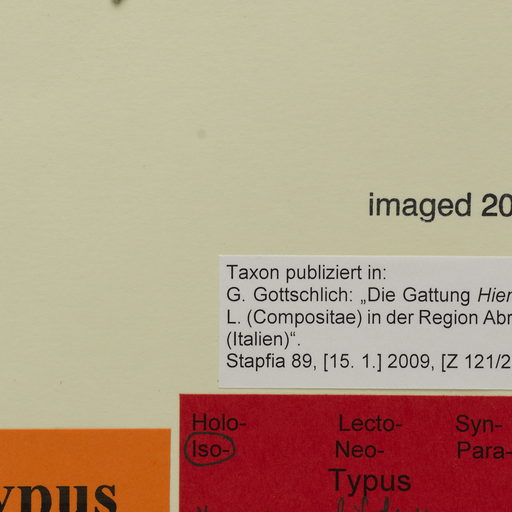 imaged 20
Taxon publiziert in:
G. Gottschlich: „Die Gattung Hier
L. (Compositae) in der Region Abr
(Italien)“.
Stapfia 89, [15. 1.] 2009, [Z 121/2
Holo- Lecto- Syn-
Iso- Neo- Para-
Typus
ypus